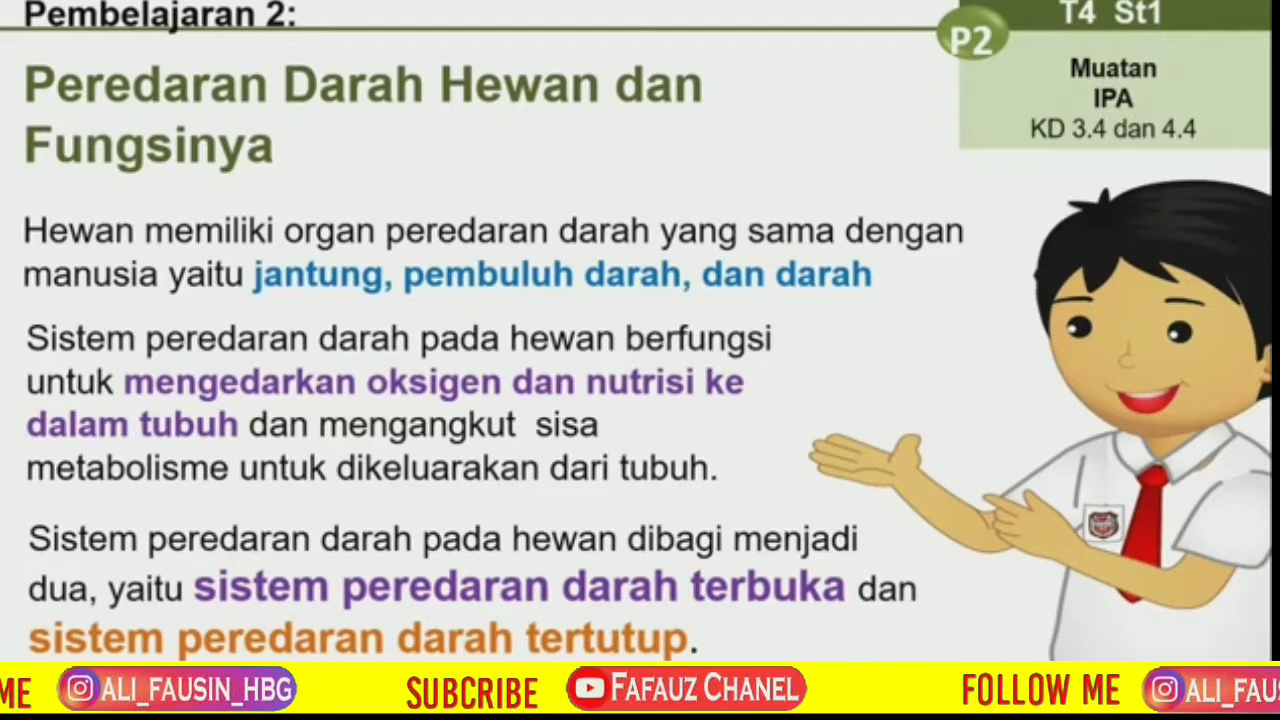 Pembelajaran 2:
T4 St1
P2
Muatan
IPA
KD 3.4 dan 4.4
Peredaran Darah Hewan dan
Fungsinya
Hewan memiliki organ peredaran darah yang sama dengan
manusia yaitu jantung, pembuluh darah, dan darah
Sistem peredaran darah pada hewan berfungsi
untuk mengedarkan oksigen dan nutrisi ke
dalam tubuh dan mengangkut sisa
metabolisme untuk dikeluarakan dari tubuh.
Sistem peredaran darah pada hewan dibagi menjadi
dua, yaitu sistem peredaran darah terbuka dan
sistem peredaran darah tertutup.
ME ALI_FAUSIN_HBG SUBCRIBE FAFAUZ CHANEL FOLLOW ME ALI_FAUS